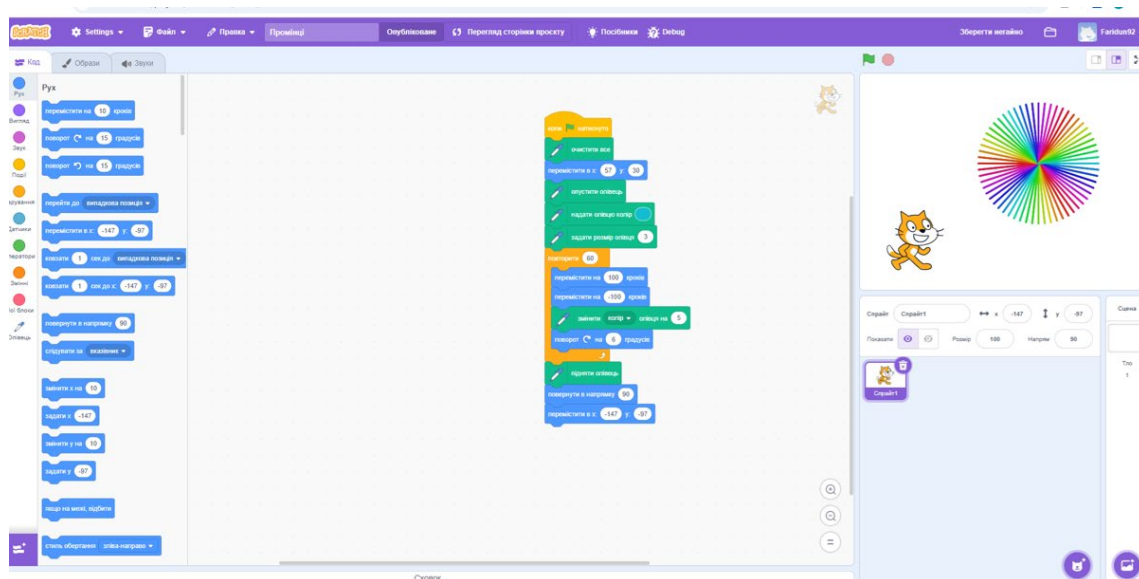 SCRATCH
Settings
Файл
Правка
Промінці
Опубліковане
Перегляд сторінки проєкту
Посібники
Debug
Зберегти негайно
Faridun92
Код
Образи
Звуки
Рух
Рух
Вигляд
Звук
Події
Датчики
Змінні
Олівець
перемістити на 10 кроків
поворот на 15 градусів
поворот на 15 градусів
перейти до випадкова позиція
перемістити в x: -147 y: -97
ковзати 1 сек до випадкова позиція
ковзати 1 сек до x: -147 y: -97
повернути в напрямку 90
слідувати за вказівник
змінити x на 10
задати x -147
змінити y на 10
задати y -97
якщо на межі, відбити
стиль обертання зліва-направо
коли натиснуто
очистити все
перемістити в x: 57 y: 38
опустити олівець
надати олівцю колір
задати розмір олівця 3
повторити 60
перемістити на 100 кроків
перемістити на -100 кроків
змінити колір олівця на 5
поворот на 6 градусів
підняти олівець
повернути в напрямку 90
перемістити в x: -147 y: -97
Спрайт Спрайт1 x -147 y -97
Показати Розмір 100 Напрям 90
Спрайт1
Сцена
Тло
1